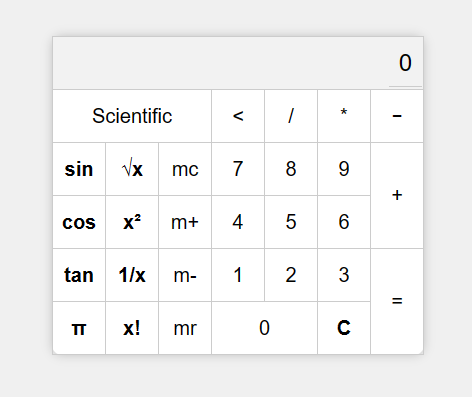 0
Scientific < / * −
sin √x mc 7 8 9
+
cos x² m+ 4 5 6
tan 1/x m- 1 2 3
=
π x! mr 0 C